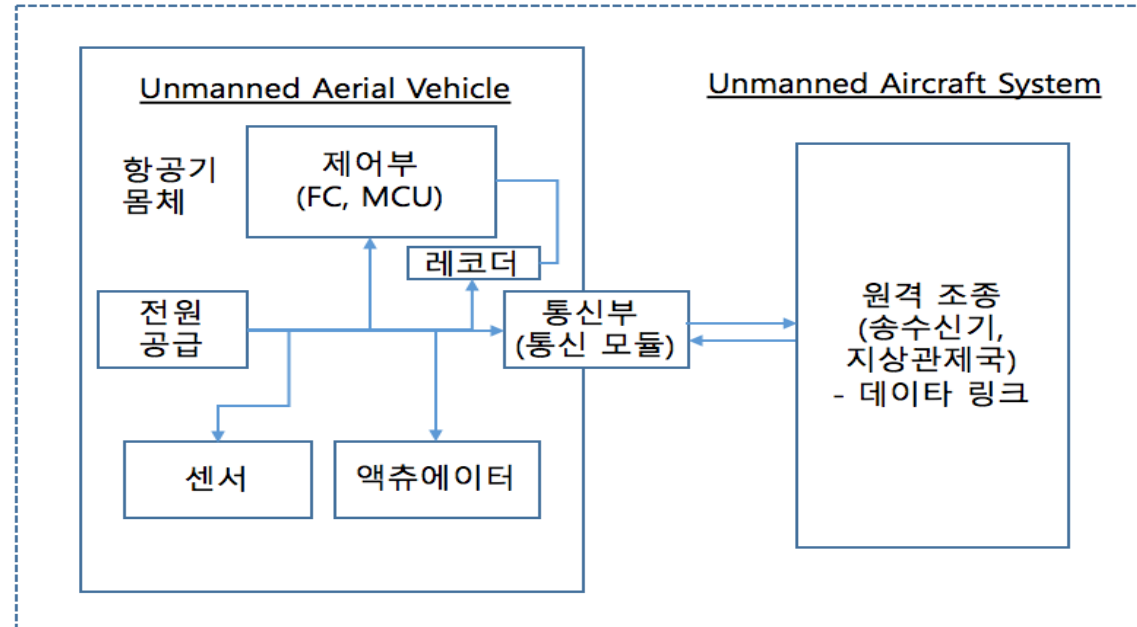 Unmanned Aerial Vehicle
Unmanned Aircraft System
항공기
몸체
제어부
(FC, MCU)
레코더
전원
공급
통신부
(통신 모듈)
원격 조종
(송수신기,
지상관제국)
- 데이타 링크
센서
액츄에이터